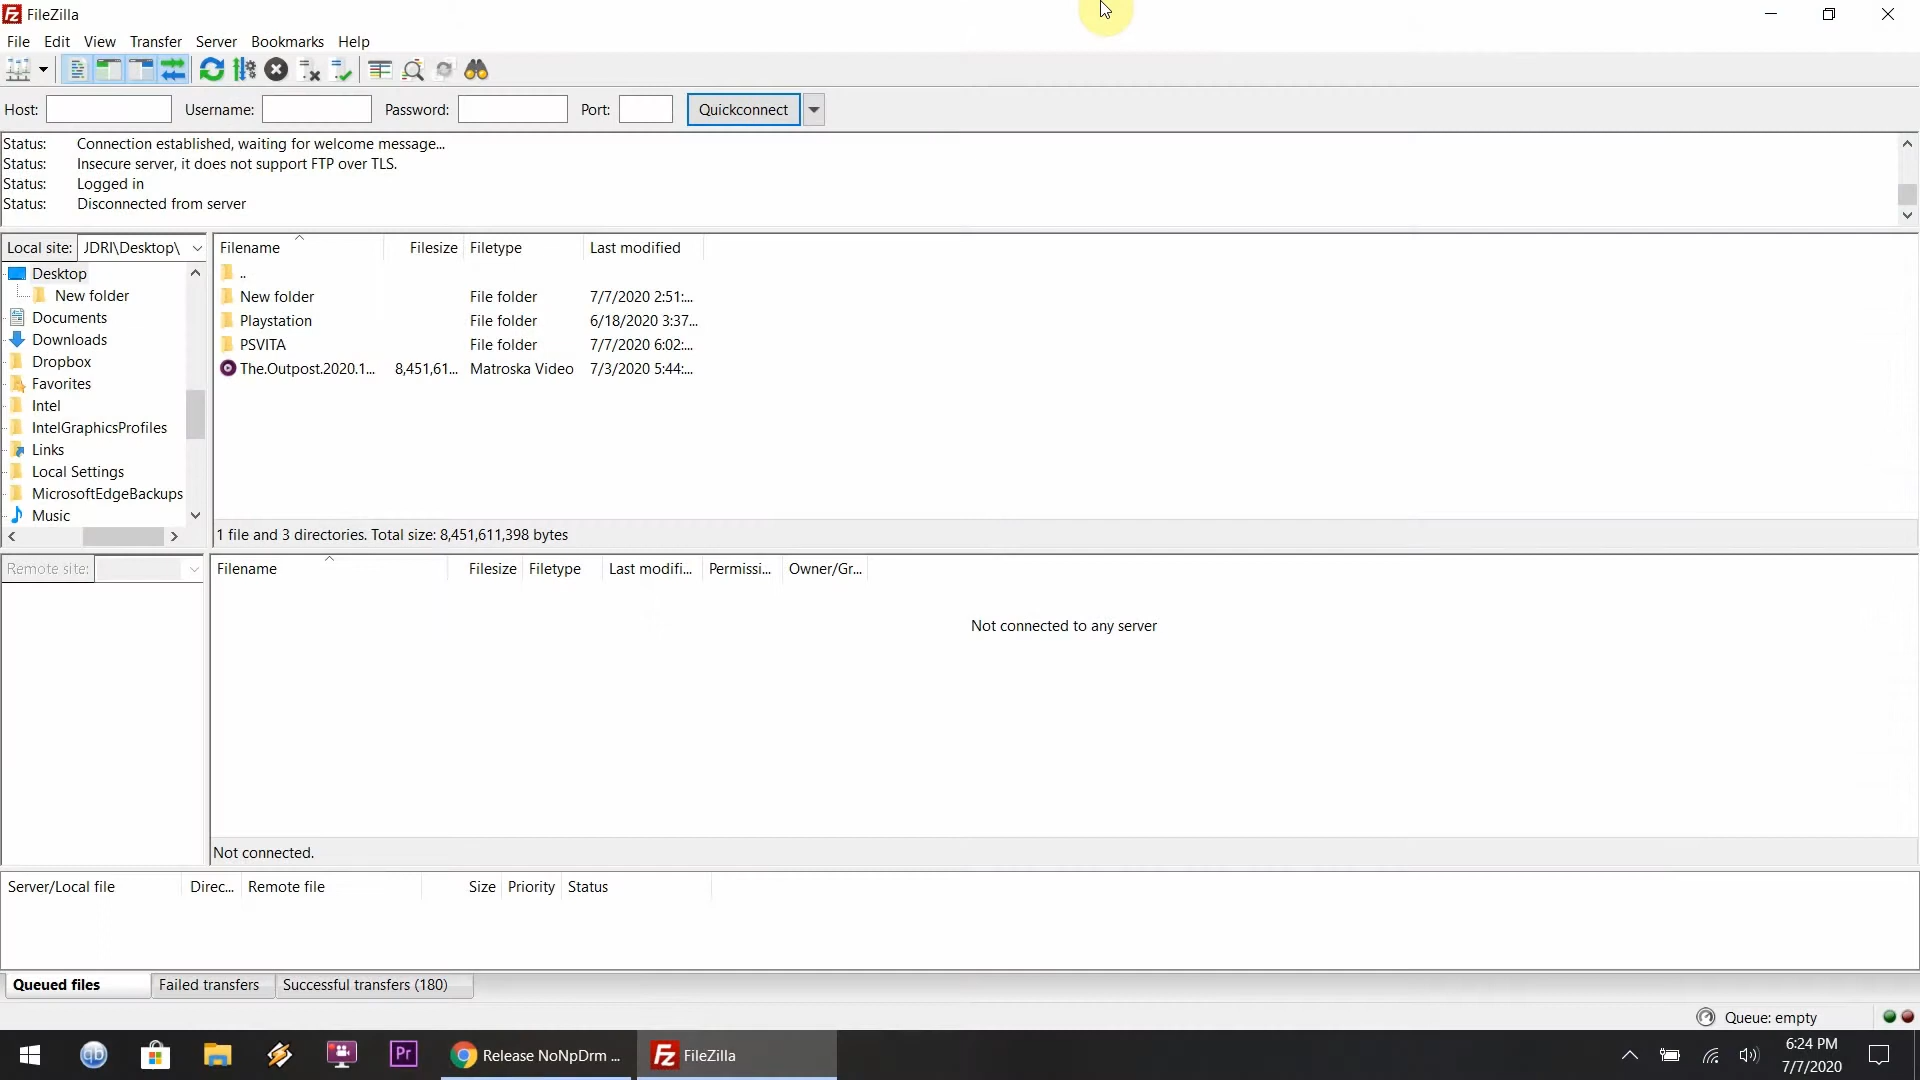 FileZilla
File Edit View Transfer Server Bookmarks Help
Host: Username: Password: Port: Quickconnect
Status: Connection established, waiting for welcome message...
Status: Insecure server, it does not support FTP over TLS.
Status: Logged in
Status: Disconnected from server
Local site: JDRI\Desktop\
Desktop
New folder
Documents
Downloads
Dropbox
Favorites
Intel
IntelGraphicsProfiles
Links
Local Settings
MicrosoftEdgeBackups
Music
Filename Filesize Filetype Last modified
..
New folder File folder 7/7/2020 2:51:...
Playstation File folder 6/18/2020 3:37...
PSVITA File folder 7/7/2020 6:02:...
The.Outpost.2020.1... 8,451,61... Matroska Video 7/3/2020 5:44:...
1 file and 3 directories. Total size: 8,451,611,398 bytes
Remote site:
Filename Filesize Filetype Last modifi... Permissi... Owner/Gr...
Not connected to any server
Not connected.
Server/Local file Direc... Remote file Size Priority Status
Queued files Failed transfers Successful transfers (180)
Queue: empty
qb Pr Release NoNpDrm ... FileZilla
6:24 PM
7/7/2020